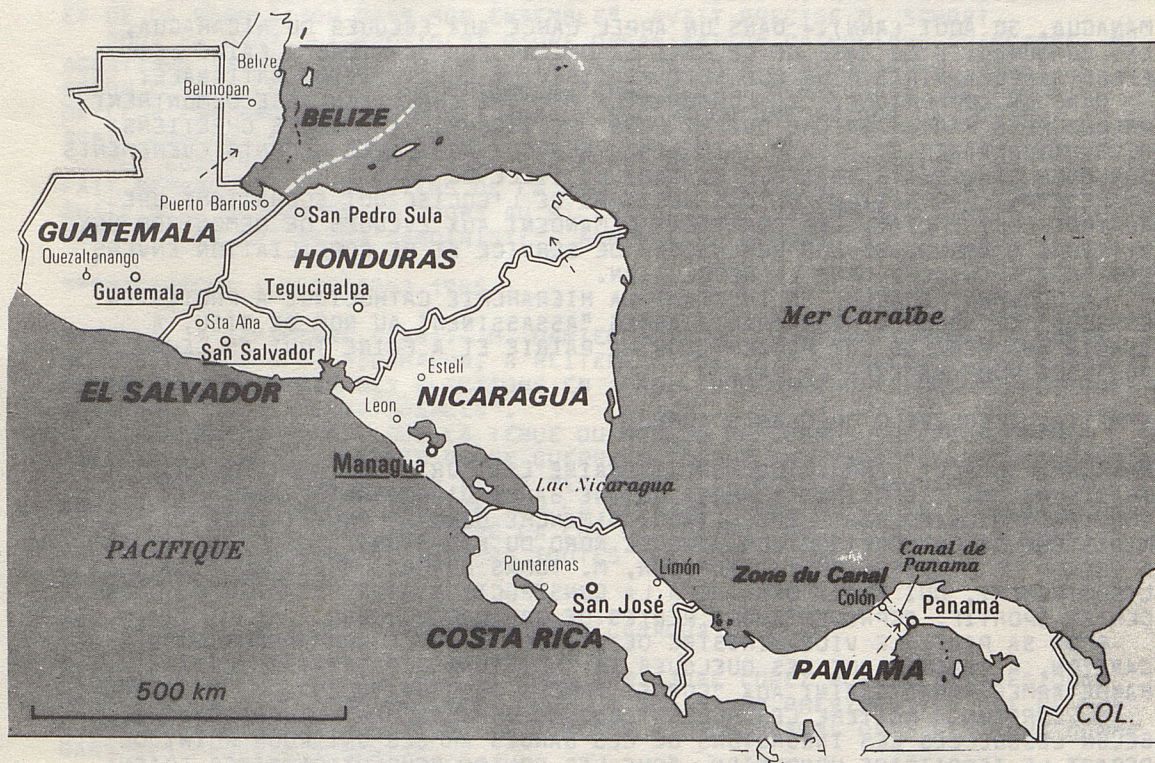 Belize
Belmopan
BELIZE
Puerto Barrios
San Pedro Sula
GUATEMALA
HONDURAS
Quezaltenango
Guatemala
Tegucigalpa
Sta Ana
San Salvador
Mer Caraïbe
EL SALVADOR
Estelí
NICARAGUA
Leon
Managua
Lac Nicaragua
PACIFIQUE
Puntarenas
Limón
San José
COSTA RICA
Zone du Canal
Canal de
Panama
Colón
Panamá
PANAMA
COL.
500 km